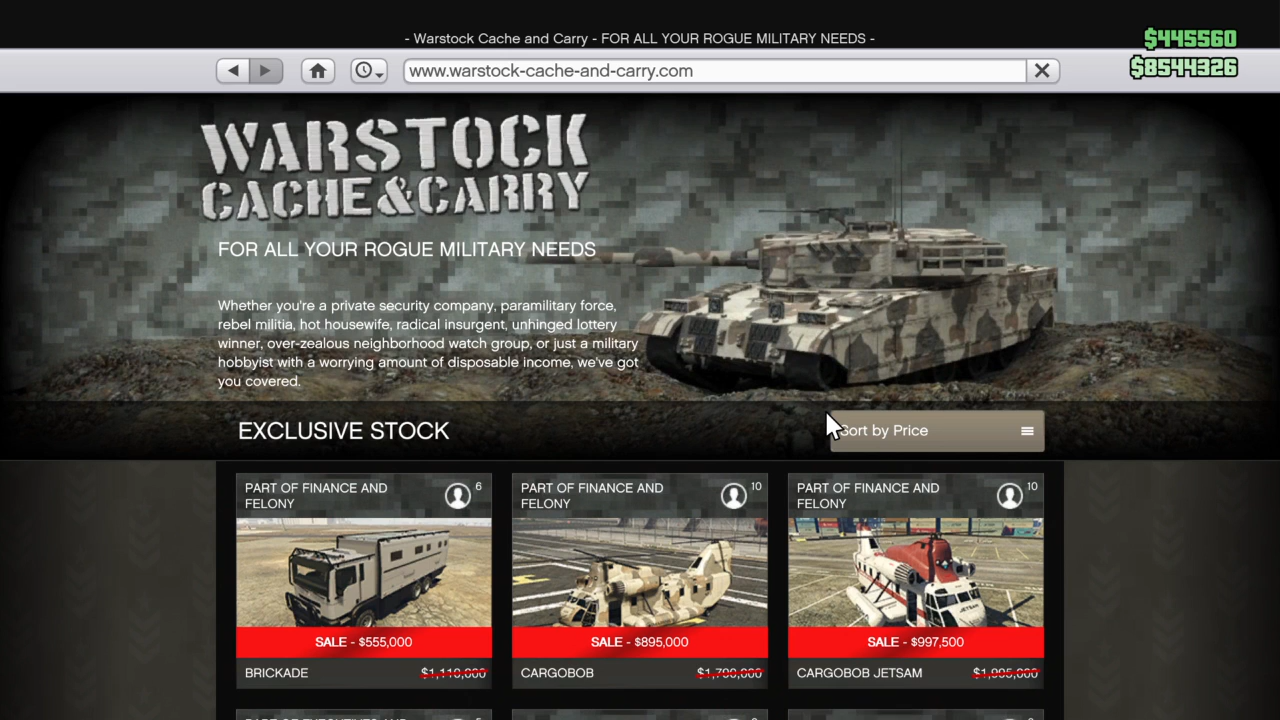 - Warstock Cache and Carry - FOR ALL YOUR ROGUE MILITARY NEEDS -
$445560
www.warstock-cache-and-carry.com
$8544326
WARSTOCK
CACHE&CARRY
FOR ALL YOUR ROGUE MILITARY NEEDS
Whether you're a private security company, paramilitary force,
rebel militia, hot housewife, radical insurgent, unhinged lottery
winner, over-zealous neighborhood watch group, or just a military
hobbyist with a worrying amount of disposable income, we've got
you covered.
EXCLUSIVE STOCK
Sort by Price
PART OF FINANCE AND
FELONY
6
SALE - $555,000
BRICKADE
$1,110,000
PART OF FINANCE AND
FELONY
10
SALE - $895,000
CARGOBOB
$1,790,000
PART OF FINANCE AND
FELONY
10
JETSAM
SALE - $997,500
CARGOBOB JETSAM
$1,995,000